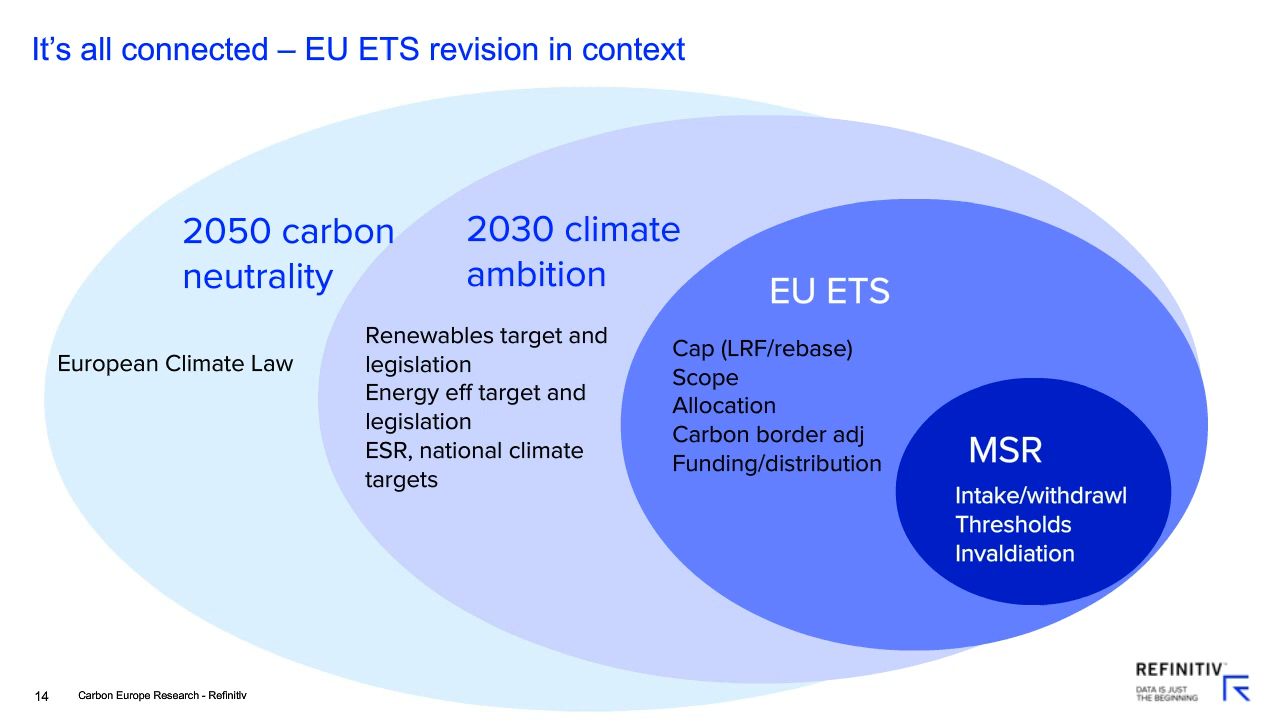 It’s all connected – EU ETS revision in context
2050 carbon
neutrality
European Climate Law
2030 climate
ambition
Renewables target and
legislation
Energy eff target and
legislation
ESR, national climate
targets
EU ETS
Cap (LRF/rebase)
Scope
Allocation
Carbon border adj
Funding/distribution
MSR
Intake/withdrawl
Thresholds
Invaldiation
14
Carbon Europe Research - Refinitiv
REFINITIV™
DATA IS JUST
THE BEGINNING